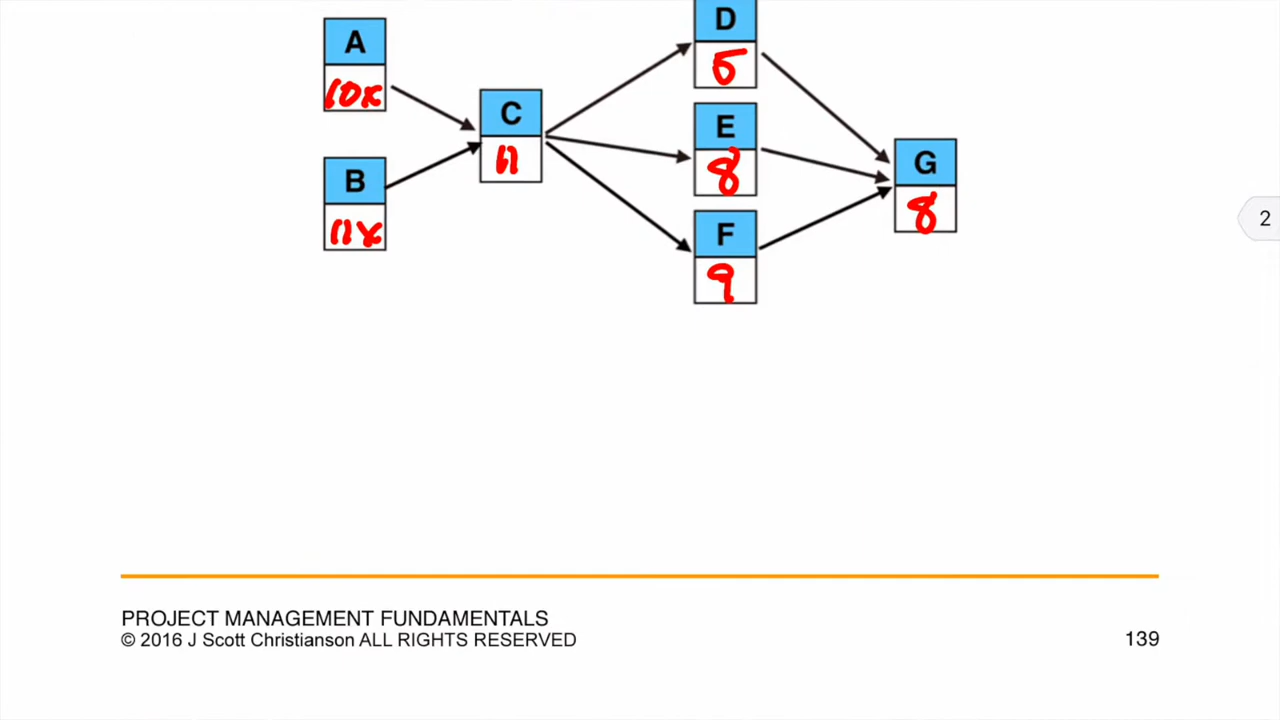 D
A
5
10x
E
C
8
G
11
B
8
F
11x
9
2
PROJECT MANAGEMENT FUNDAMENTALS
© 2016 J Scott Christianson ALL RIGHTS RESERVED
139